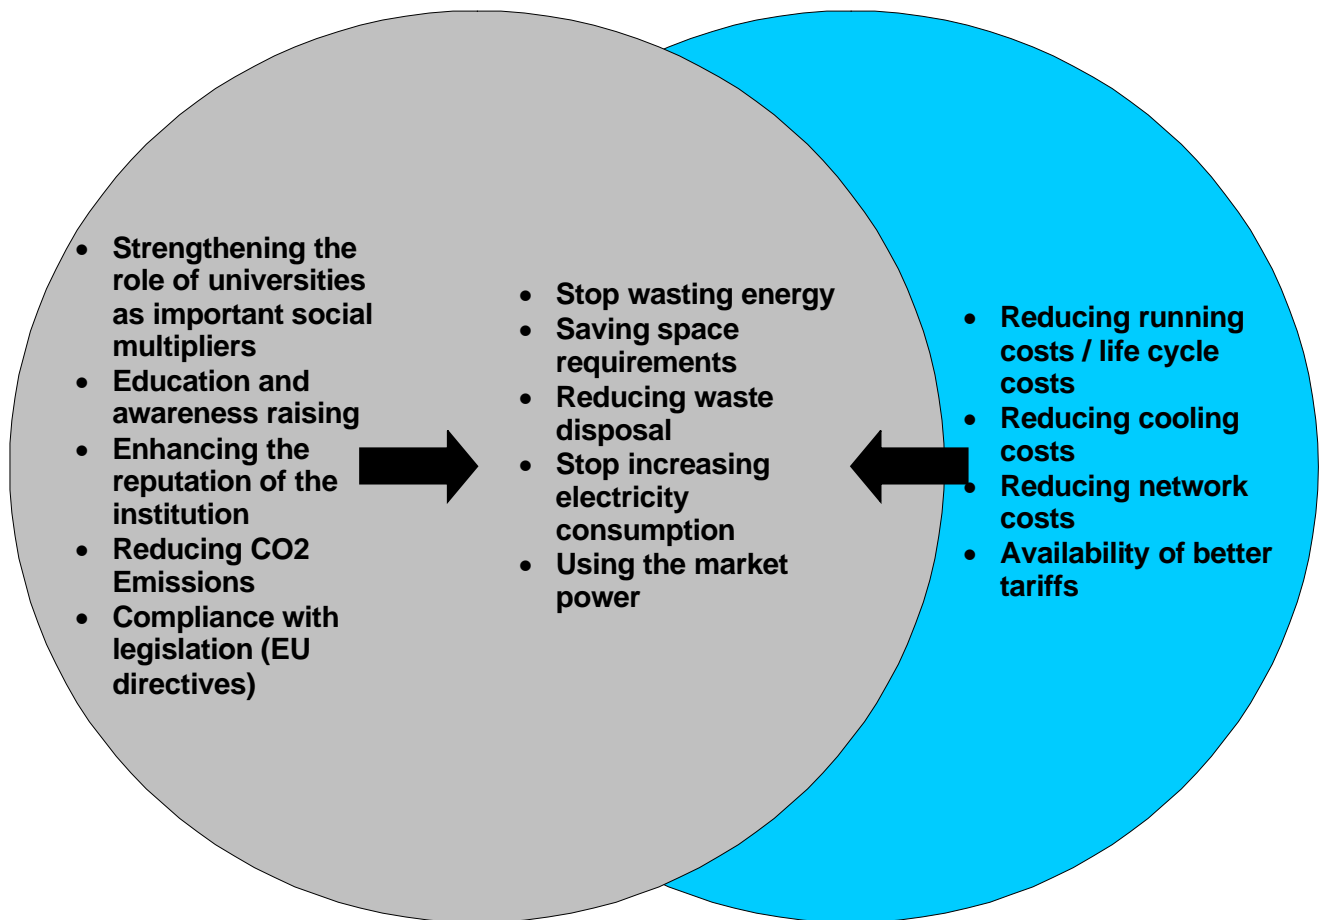 • Strengthening the
role of universities
as important social
multipliers
• Education and
awareness raising
• Enhancing the
reputation of the
institution
• Reducing CO2
Emissions
• Compliance with
legislation (EU
directives)
• Stop wasting energy
• Saving space
requirements
• Reducing waste
disposal
• Stop increasing
electricity
consumption
• Using the market
power
• Reducing running
costs / life cycle
costs
• Reducing cooling
costs
• Reducing network
costs
• Availability of better
tariffs